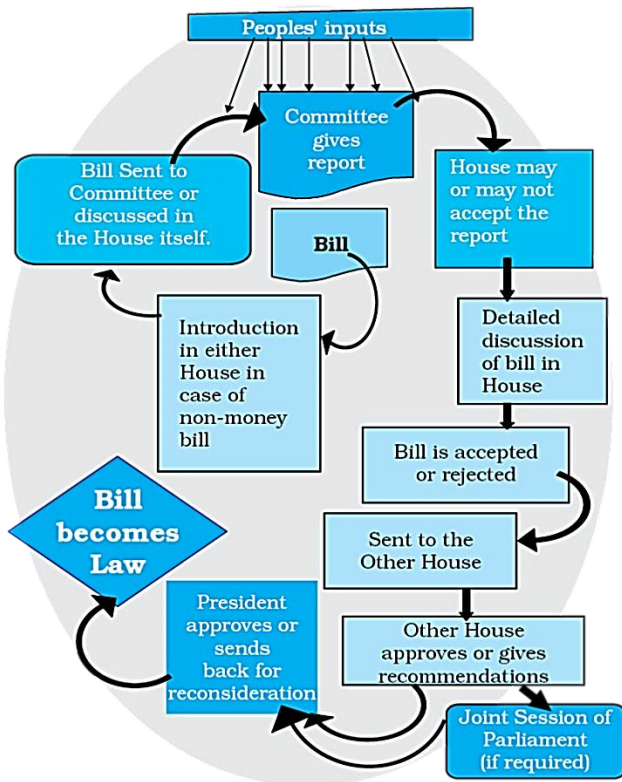 Peoples' inputs
Committee
gives
report
Bill Sent to
Committee or
discussed in
the House itself.
House may
or may not
accept the
report
Bill
Introduction
in either
House in
case of
non-money
bill
Detailed
discussion
of bill in
House
Bill is accepted
or rejected
Bill
becomes
Law
Sent to the
Other House
President
approves or
sends
back for
reconsideration
Other House
approves or gives
recommendations
Joint Session of
Parliament
(if required)